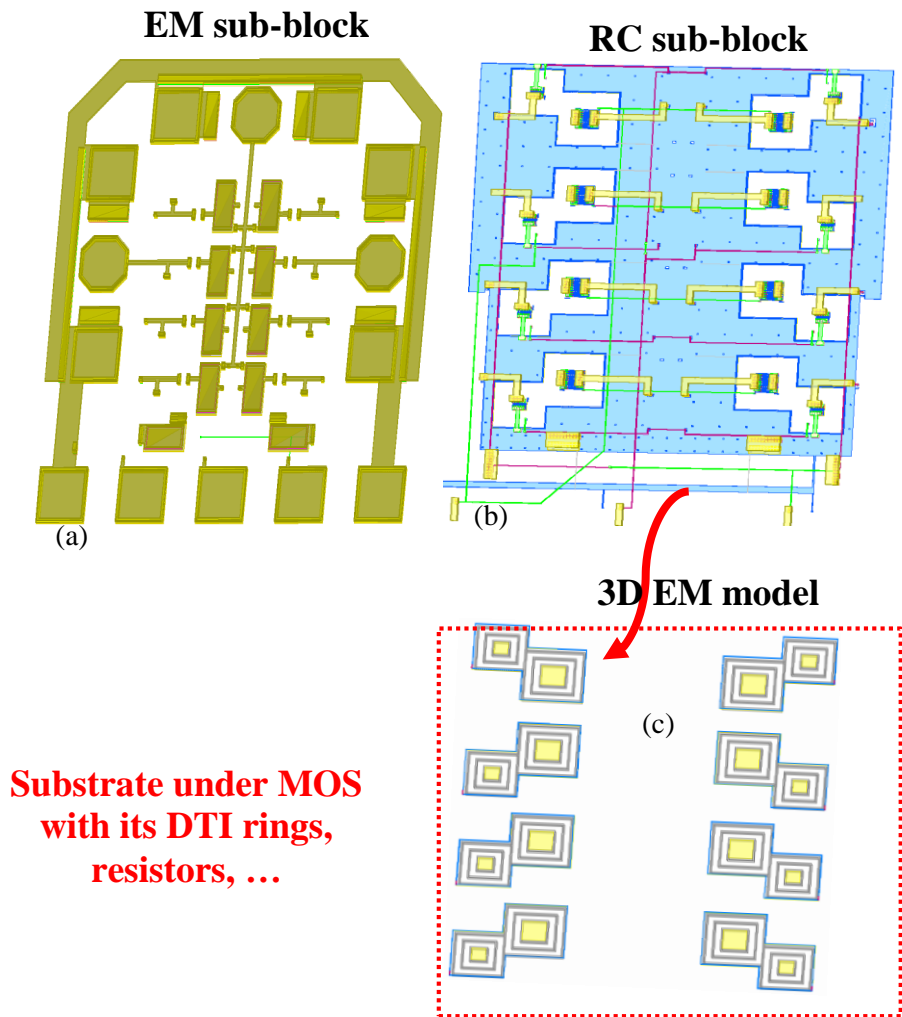 EM sub-block
RC sub-block
(a)
(b)
3D EM model
(c)
Substrate under MOS
with its DTI rings,
resistors, …